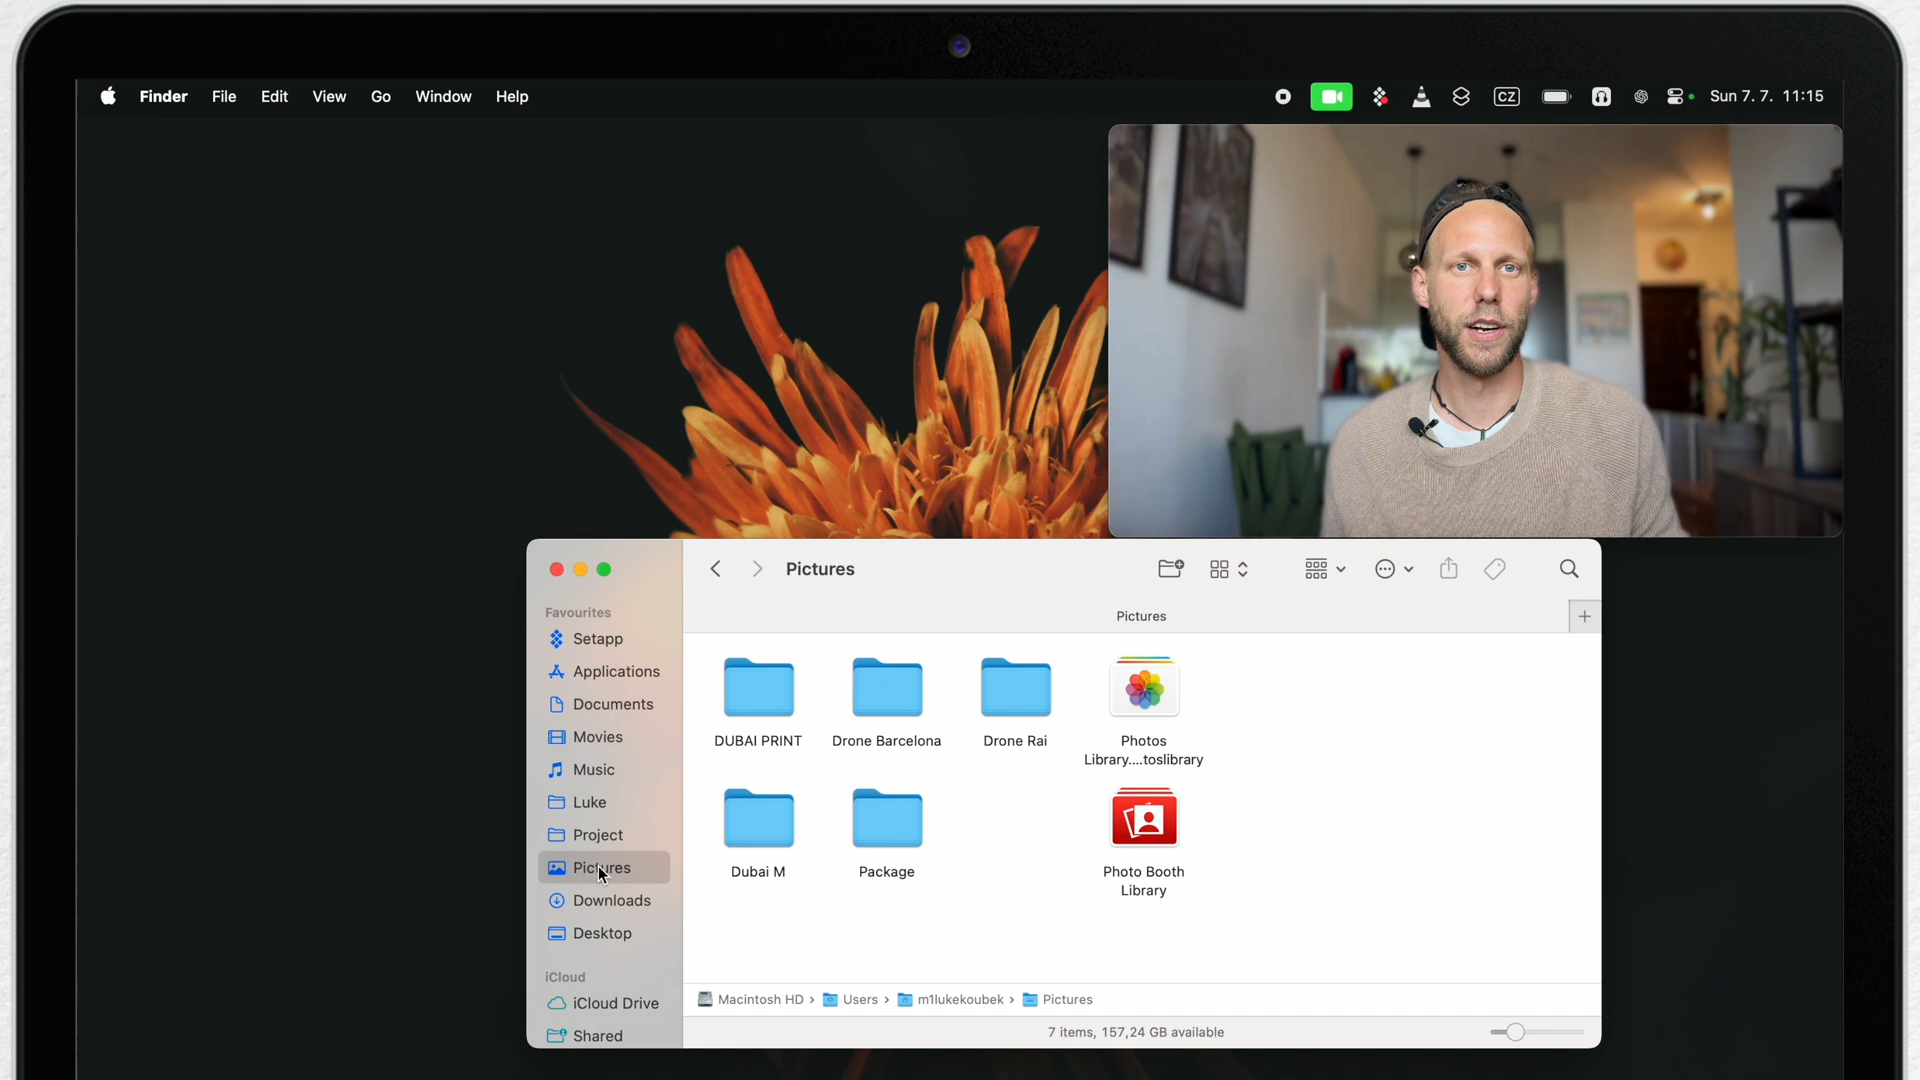 Finder File Edit View Go Window Help CZ Sun 7. 7. 11:15
Pictures
Favourites
Pictures
Setapp
Applications
Documents
Movies
Music
Luke
Project
Pictures
Downloads
Desktop
iCloud
iCloud Drive
Shared
DUBAI PRINT
Drone Barcelona
Drone Rai
Photos
Library....toslibrary
Dubai M
Package
Photo Booth
Library
Macintosh HD › Users › m1lukekoubek › Pictures
7 items, 157,24 GB available